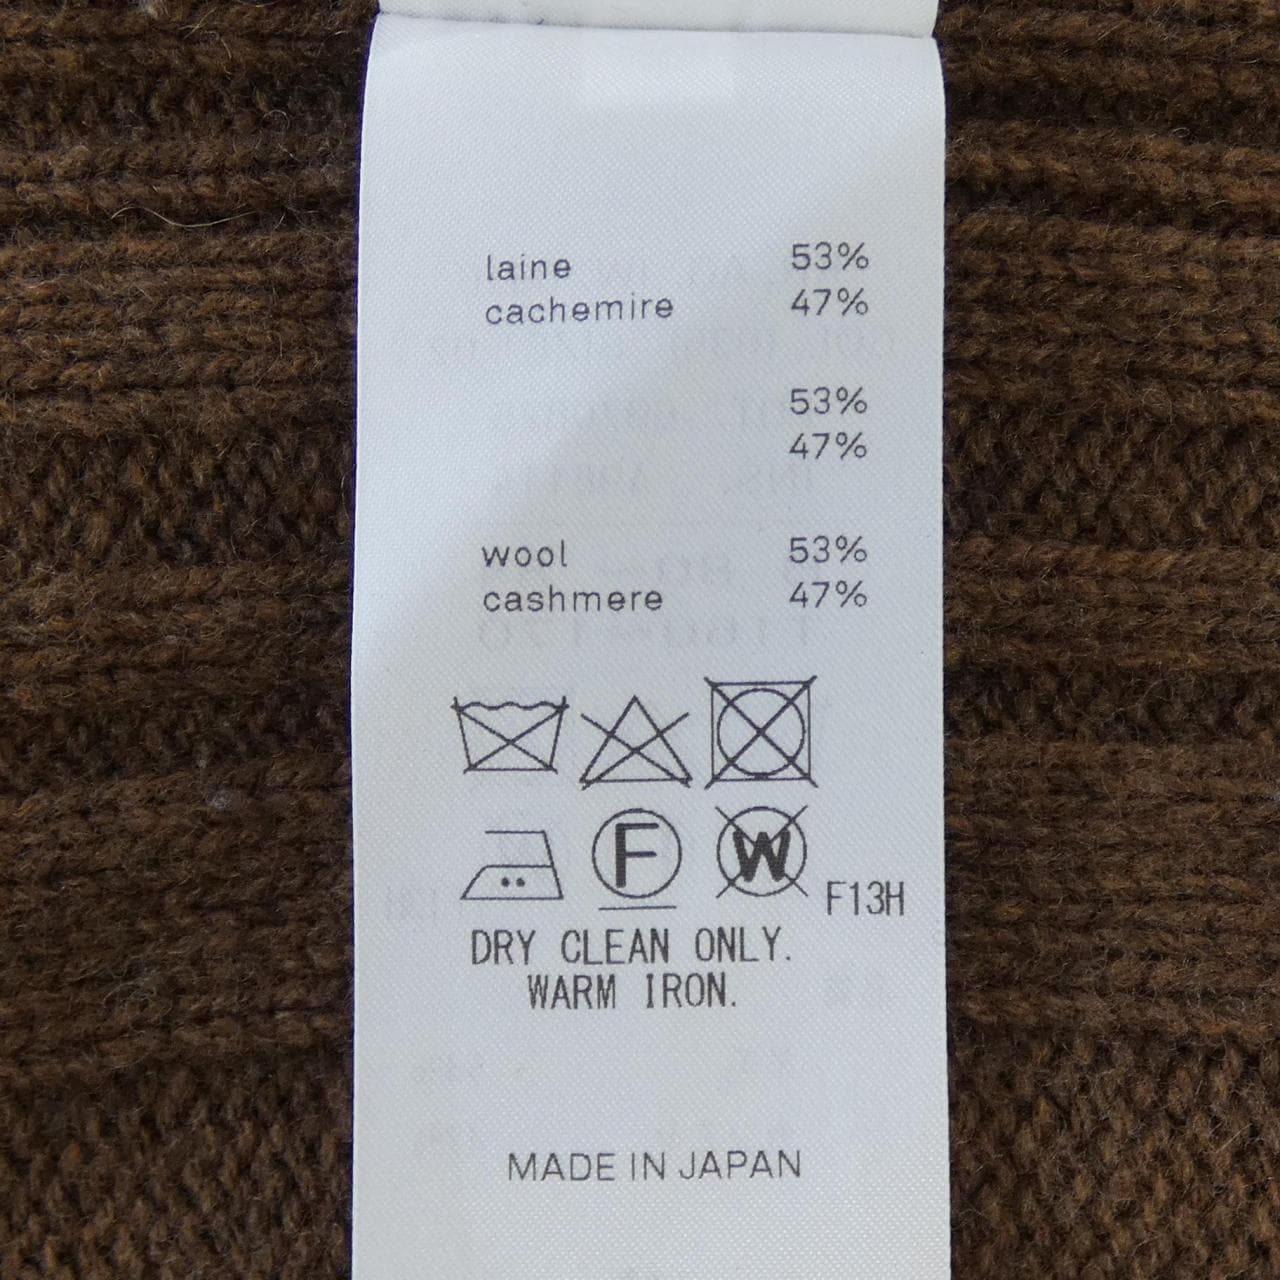 laine 53%
cachemire 47%
53%
47%
wool 53%
cashmere 47%
F
W
F13H
DRY CLEAN ONLY.
WARM IRON.
MADE IN JAPAN